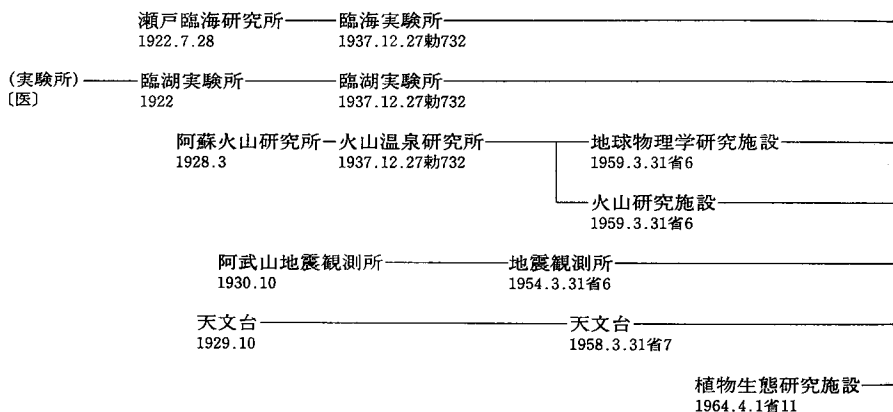 瀬戸臨海研究所 臨海実験所
1922.7.28 1937.12.27勅732
(実験所) 臨湖実験所 臨湖実験所
〔医〕 1922 1937.12.27勅732
阿蘇火山研究所 火山温泉研究所 地球物理学研究施設
1928.3 1937.12.27勅732 1959.3.31省6
火山研究施設
1959.3.31省6
阿武山地震観測所 地震観測所
1930.10 1954.3.31省6
天文台 天文台
1929.10 1958.3.31省7
植物生態研究施設
1964.4.1省11